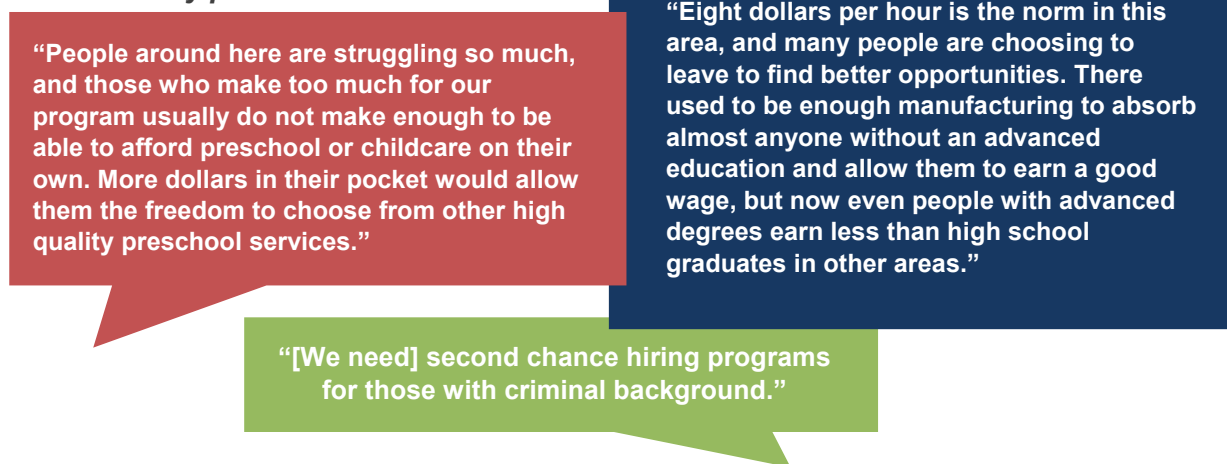 “People around here are struggling so much,
and those who make too much for our
program usually do not make enough to be
able to afford preschool or childcare on their
own. More dollars in their pocket would allow
them the freedom to choose from other high
quality preschool services.”
“Eight dollars per hour is the norm in this
area, and many people are choosing to
leave to find better opportunities. There
used to be enough manufacturing to absorb
almost anyone without an advanced
education and allow them to earn a good
wage, but now even people with advanced
degrees earn less than high school
graduates in other areas.”
“[We need] second chance hiring programs
for those with criminal background.”